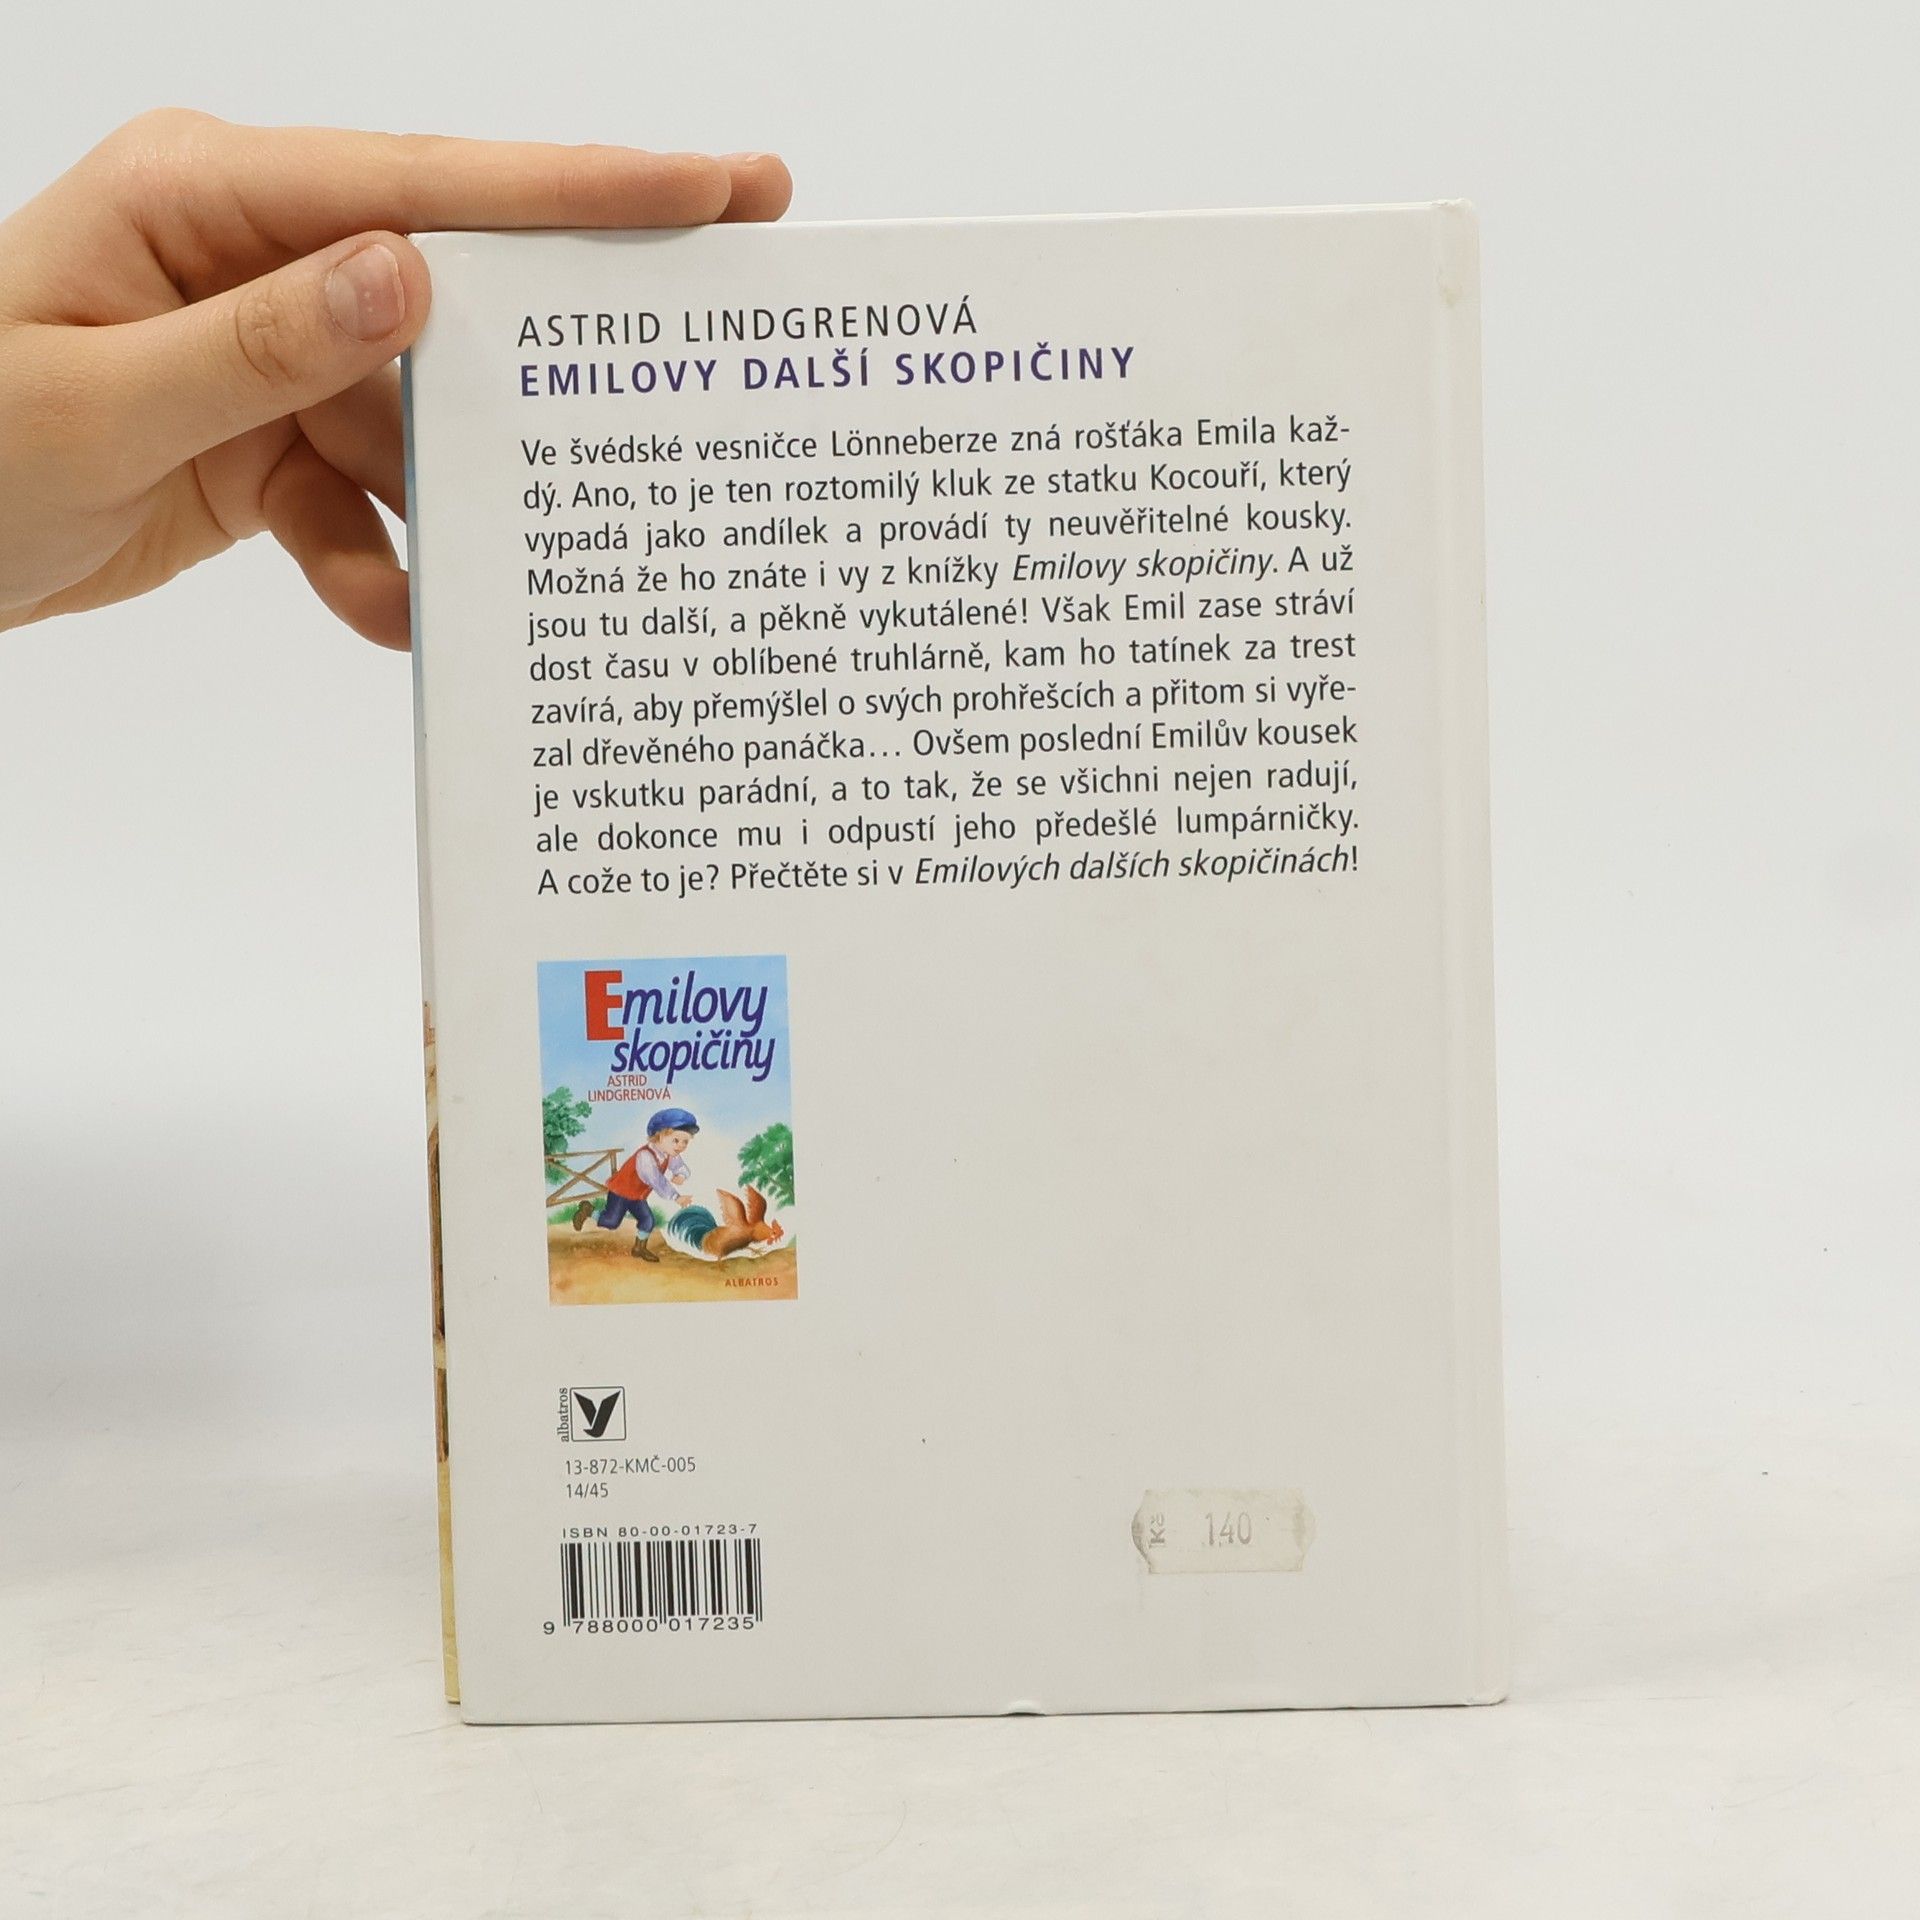 ASTRID LINDGRENOVÁ
EMILOVY DALŠÍ SKOPIČINY
Ve švédské vesničce Lönneberze zná rošťáka Emila kaž-
dý. Ano, to je ten roztomilý kluk ze statku Kocouří, který
vypadá jako andílek a provádí ty neuvěřitelné kousky.
Možná že ho znáte i vy z knížky Emilovy skopičiny. A už
jsou tu další, a pěkně vykutálené! Však Emil zase stráví
dost času v oblíbené truhlárně, kam ho tatínek za trest
zavírá, aby přemýšlel o svých prohřešcích a přitom si vyře-
zal dřevěného panáčka… Ovšem poslední Emilův kousek
je vskutku parádní, a to tak, že se všichni nejen radují,
ale dokonce mu i odpustí jeho předešlé lumpárničky.
A cože to je? Přečtěte si v Emilových dalších skopičinách!
Emilovy
skopičiny
ASTRID
LINDGRENOVÁ
ALBATROS
albatros
13-872-KMČ-005
14/45
ISBN 80-00-01723-7
9 788000 017235
Kč 140